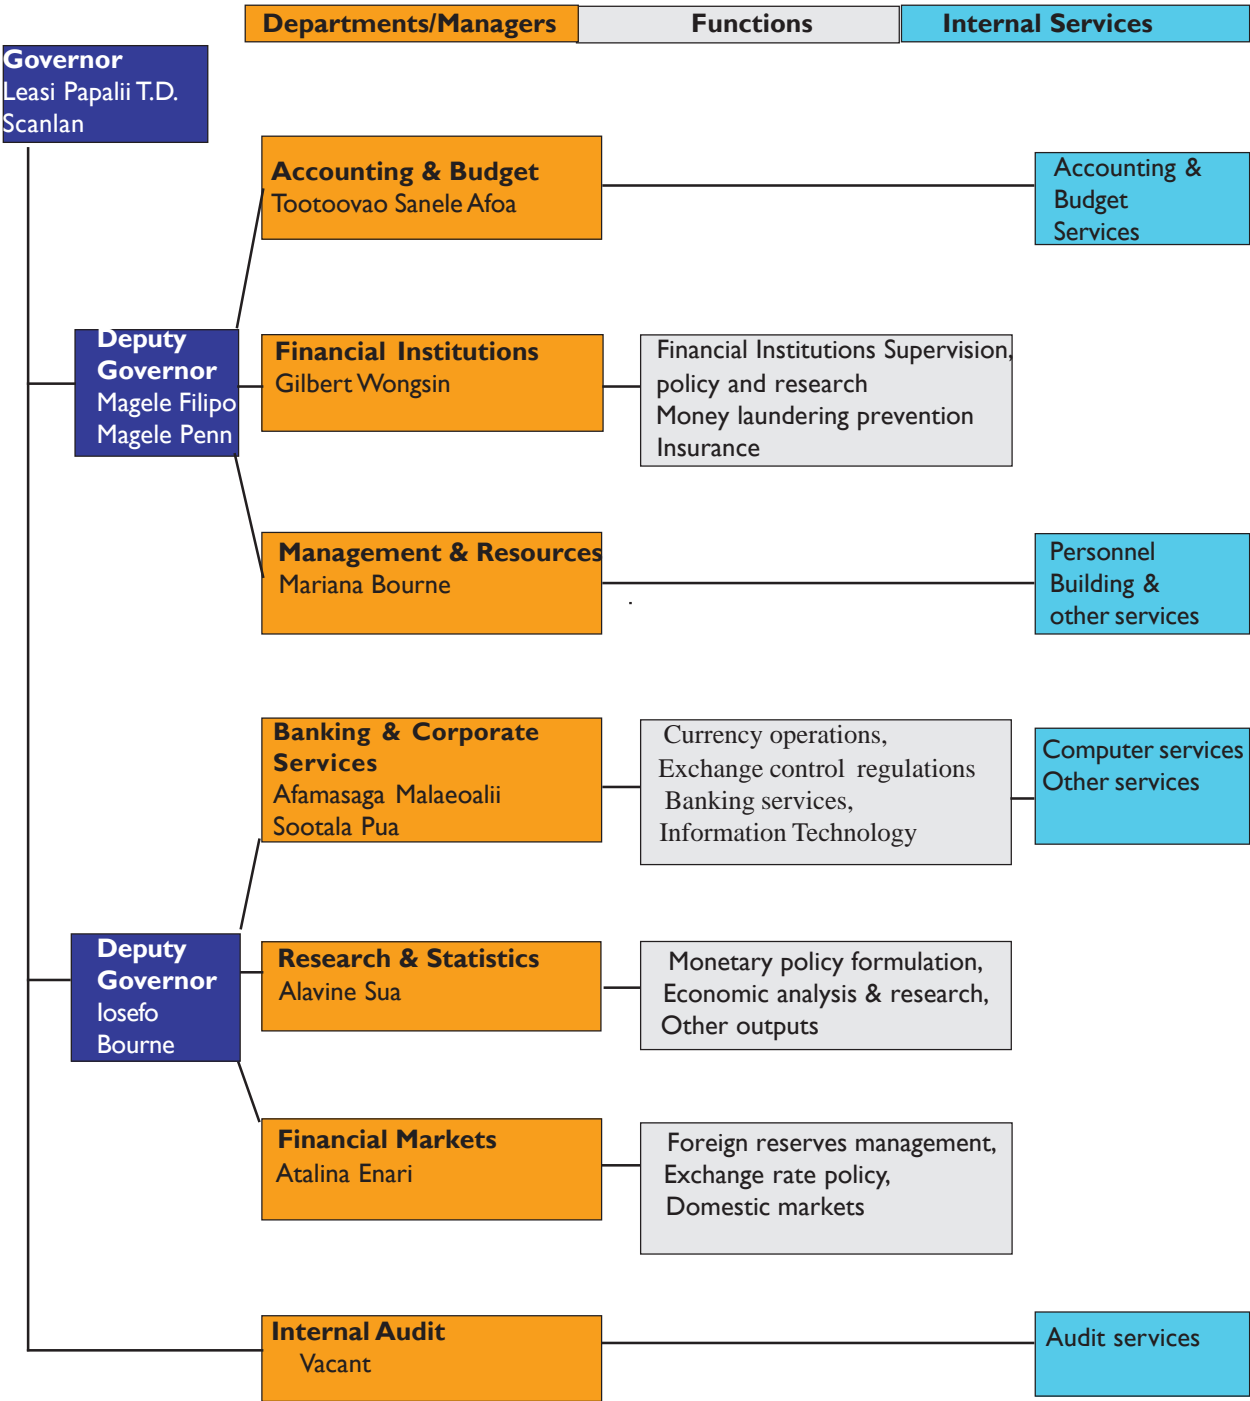 Departments/Managers
Functions
Internal Services
Governor
Leasi Papalii T.D.
Scanlan
Accounting & Budget
Tootoovao Sanele Afoa
Accounting &
Budget
Services
Deputy
Governor
Magele Filipo
Magele Penn
Financial Institutions
Gilbert Wongsin
Financial Institutions Supervision,
policy and research
Money laundering prevention
Insurance
Management & Resources
Mariana Bourne
.
Personnel
Building &
other services
Banking & Corporate
Services
Afamasaga Malaeoalii
Sootala Pua
Currency operations,
Exchange control regulations
Banking services,
Information Technology
Computer services
Other services
Deputy
Governor
Iosefo
Bourne
Research & Statistics
Alavine Sua
Monetary policy formulation,
Economic analysis & research,
Other outputs
Financial Markets
Atalina Enari
Foreign reserves management,
Exchange rate policy,
Domestic markets
Internal Audit
Vacant
Audit services